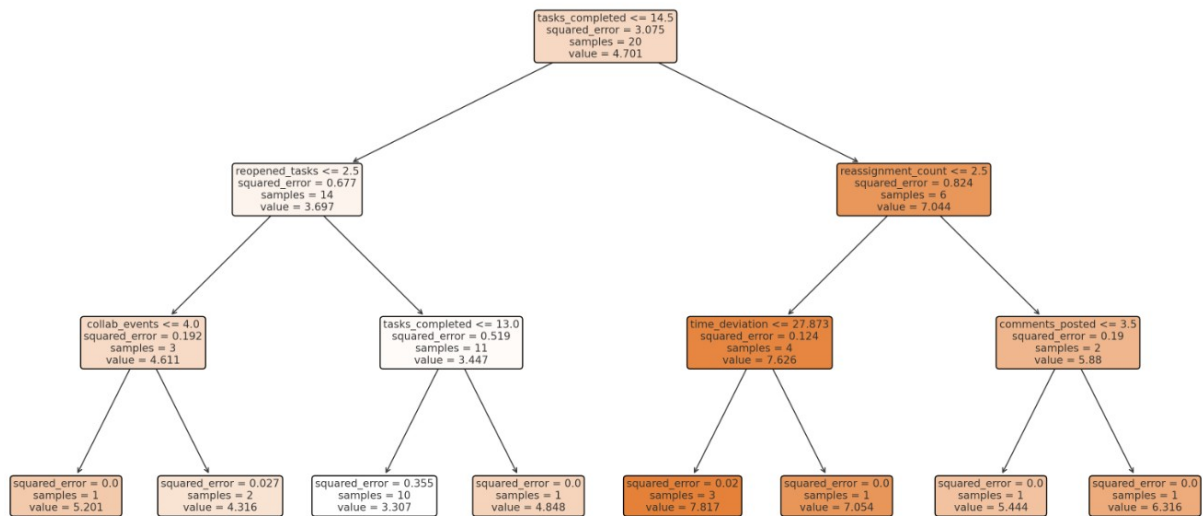 tasks_completed <= 14.5
squared_error = 3.075
samples = 20
value = 4.701
reopened_tasks <= 2.5
squared_error = 0.677
samples = 14
value = 3.697
reassignment_count <= 2.5
squared_error = 0.824
samples = 6
value = 7.044
collab_events <= 4.0
squared_error = 0.192
samples = 3
value = 4.611
tasks_completed <= 13.0
squared_error = 0.519
samples = 11
value = 3.447
time_deviation <= 27.873
squared_error = 0.124
samples = 4
value = 7.626
comments_posted <= 3.5
squared_error = 0.19
samples = 2
value = 5.88
squared_error = 0.0
samples = 1
value = 5.201
squared_error = 0.027
samples = 2
value = 4.316
squared_error = 0.355
samples = 10
value = 3.307
squared_error = 0.0
samples = 1
value = 4.848
squared_error = 0.02
samples = 3
value = 7.817
squared_error = 0.0
samples = 1
value = 7.054
squared_error = 0.0
samples = 1
value = 5.444
squared_error = 0.0
samples = 1
value = 6.316